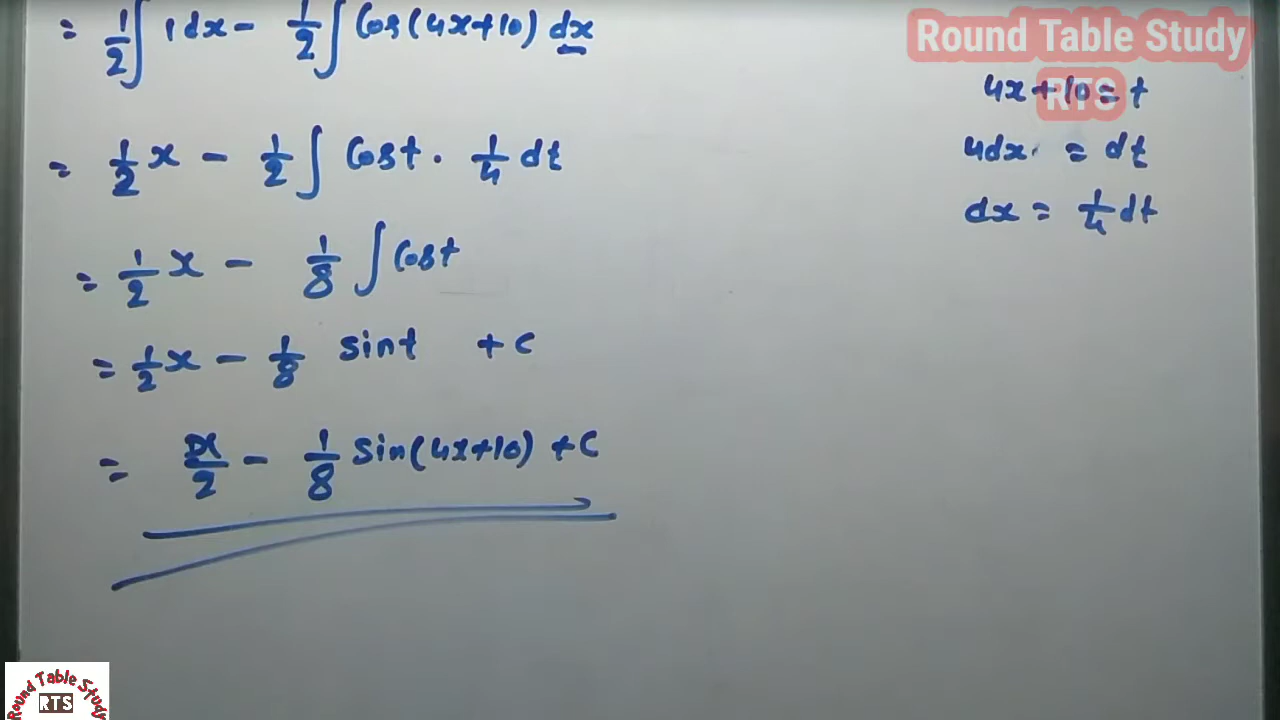 = 1/2 ∫ 1 dx - 1/2 ∫ Cos(4x+10) dx
Round Table Study
RTS
4x+10 = t
= 1/2 x - 1/2 ∫ Cost · 1/4 dt
4dx = dt
dx = 1/4 dt
= 1/2 x - 1/8 ∫ Cost
= 1/2 x - 1/8 sint + C
= x/2 - 1/8 sin(4x+10) + C
Round Table Study
RTS